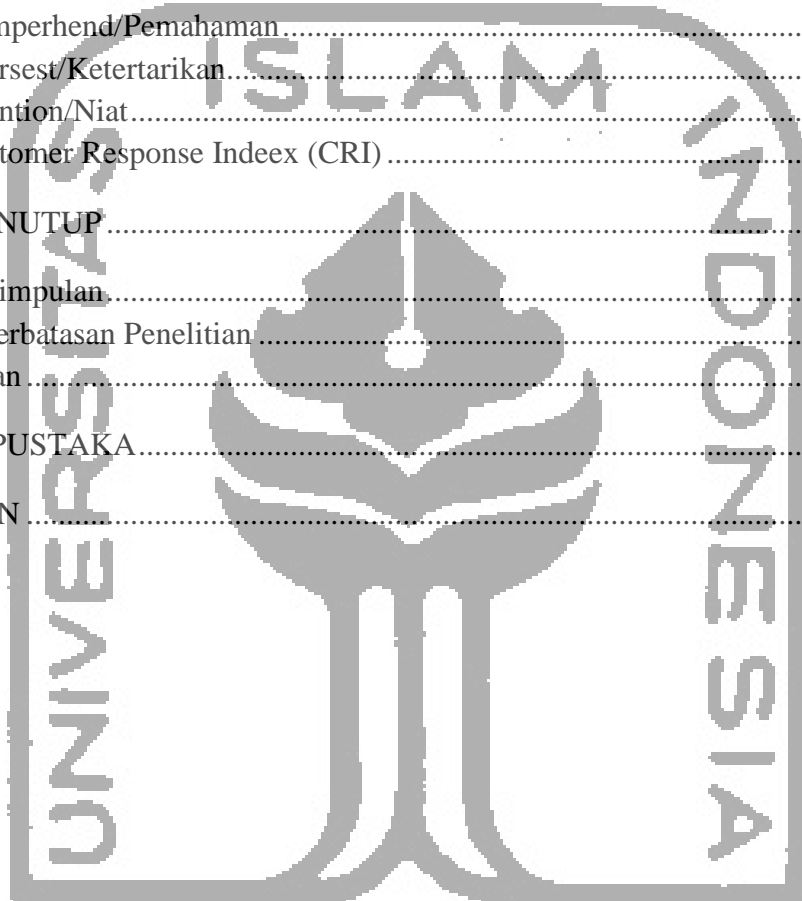 mperhend/Pemahaman ........................................................
rsest/Ketertarikan ........................................................
ntion/Niat ........................................................
tomer Response Indeex (CRI) ........................................................
NUTUP ........................................................
impulan ........................................................
erbatasan Penelitian ........................................................
an ........................................................
PUSTAKA ........................................................
N ........................................................
UNIVERSITAS
ISLAM
INDONESIA